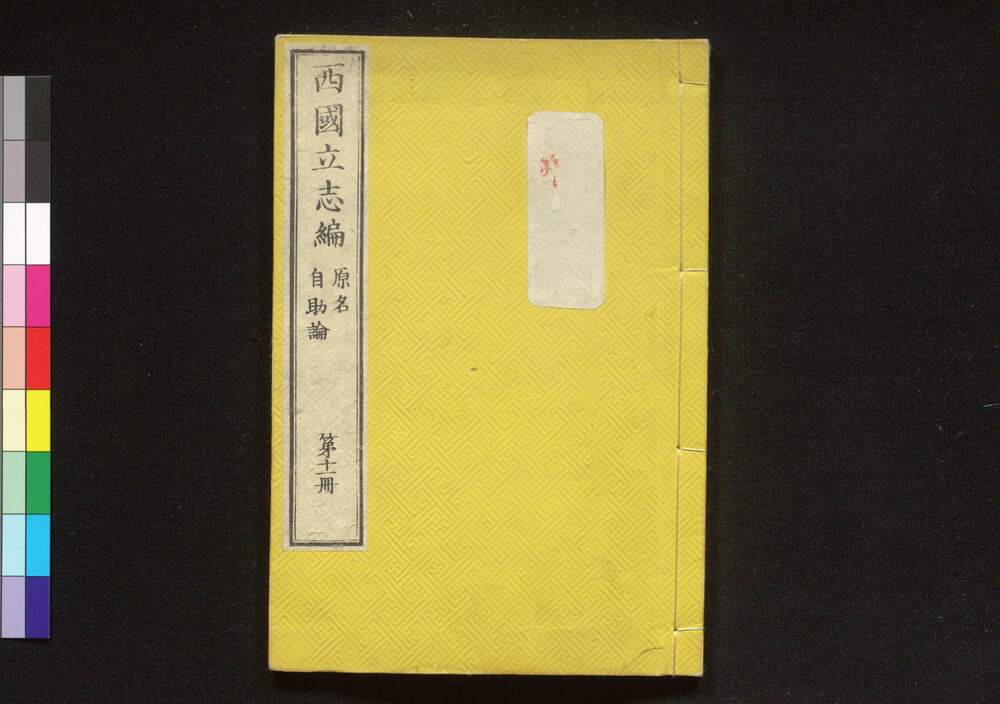 西國立志編
原名
自助論
第十一冊